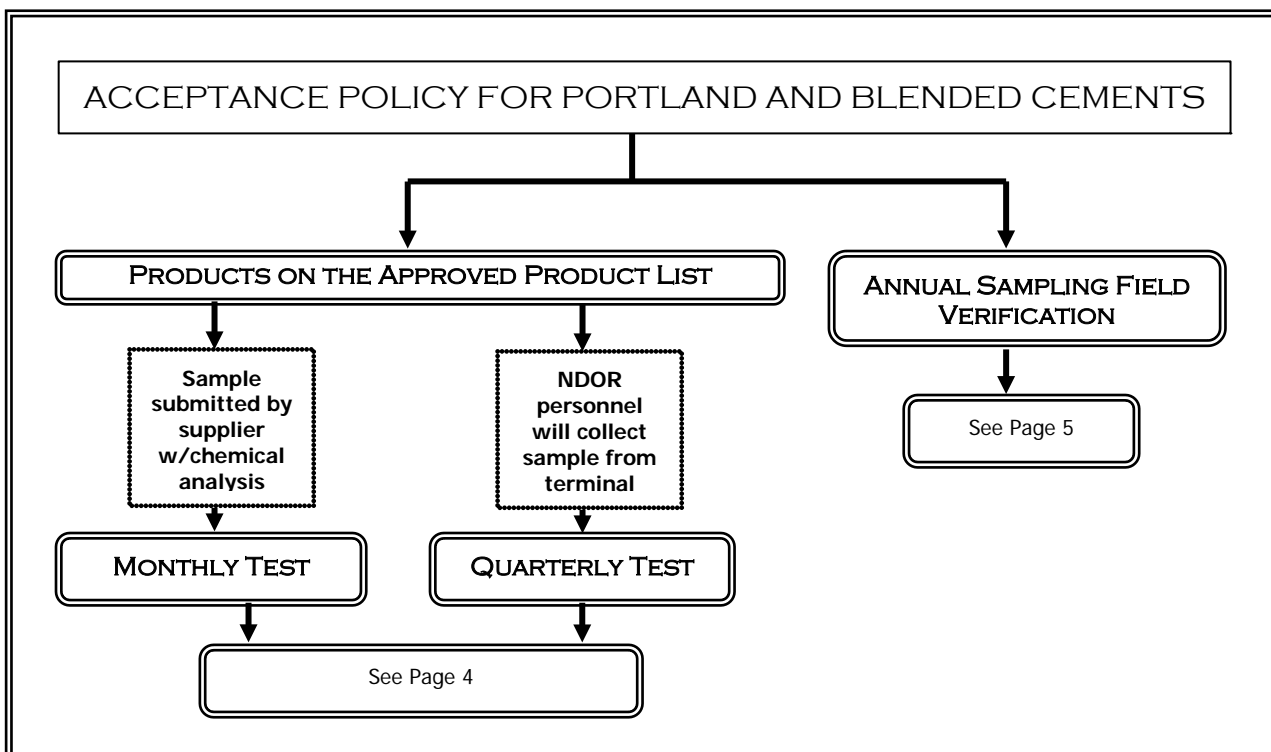 ACCEPTANCE POLICY FOR PORTLAND AND BLENDED CEMENTS
PRODUCTS ON THE APPROVED PRODUCT LIST
ANNUAL SAMPLING FIELD
VERIFICATION
Sample
submitted by
supplier
w/chemical
analysis
NDOR
personnel
will collect
sample from
terminal
See Page 5
MONTHLY TEST
QUARTERLY TEST
See Page 4